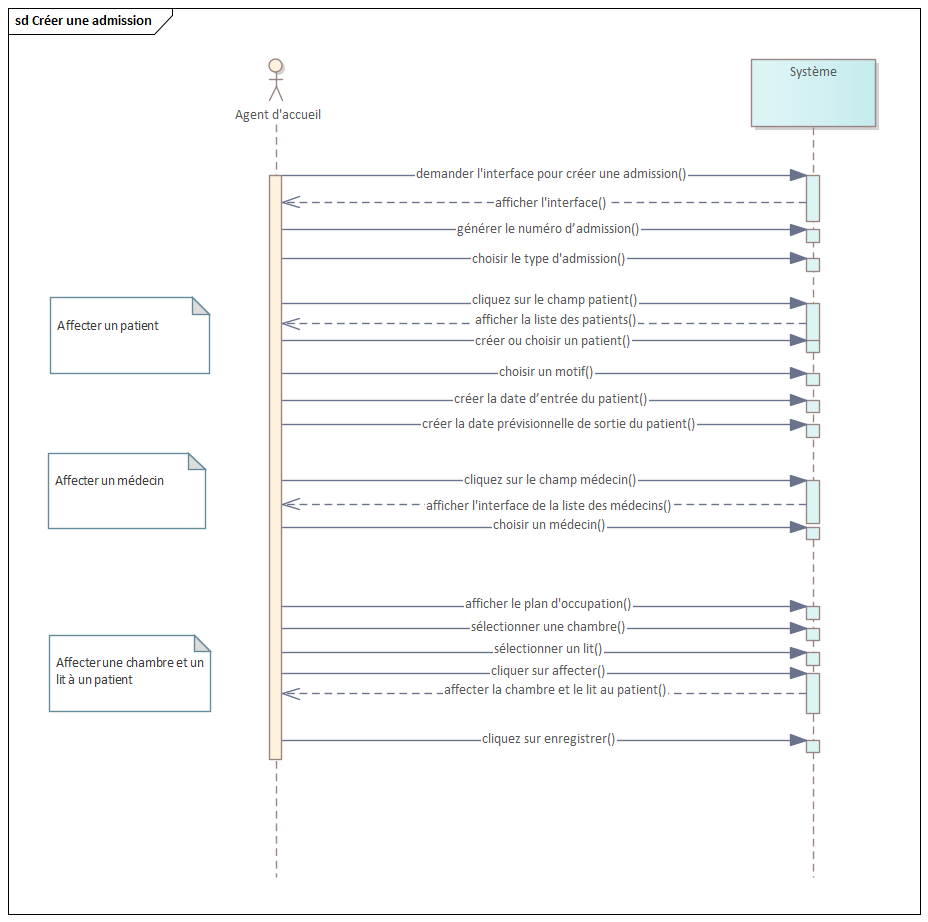 sd Créer une admission
Agent d'accueil
Système
demander l'interface pour créer une admission()
afficher l'interface()
générer le numéro d’admission()
choisir le type d'admission()
cliquez sur le champ patient()
Affecter un patient
afficher la liste des patients()
créer ou choisir un patient()
choisir un motif()
créer la date d’entrée du patient()
créer la date prévisionnelle de sortie du patient()
cliquez sur le champ médecin()
Affecter un médecin
afficher l'interface de la liste des médecins()
choisir un médecin()
afficher le plan d'occupation()
sélectionner une chambre()
sélectionner un lit()
Affecter une chambre et un
lit à un patient
cliquer sur affecter()
affecter la chambre et le lit au patient()
cliquez sur enregistrer()